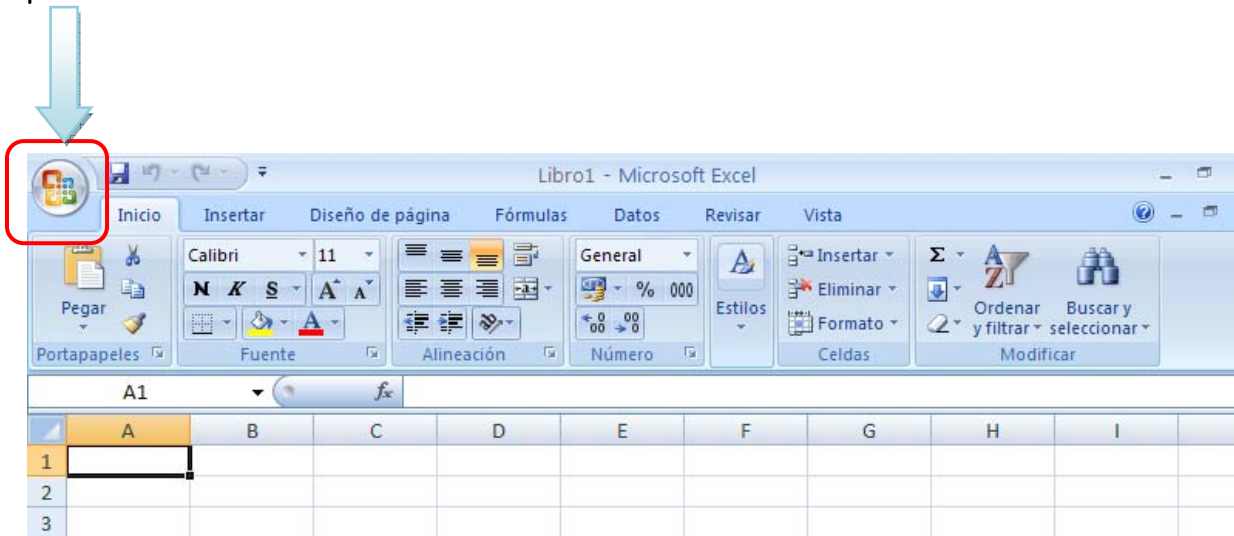 Libro1 - Microsoft Excel
Inicio Insertar Diseño de página Fórmulas Datos Revisar Vista
Calibri 11 General Insertar Σ
N K S A A % 000 Eliminar
Pegar Estilos Formato Ordenar y filtrar Buscar y seleccionar
Portapapeles Fuente Alineación Número Celdas Modificar
A1 fx
A B C D E F G H I
1
2
3